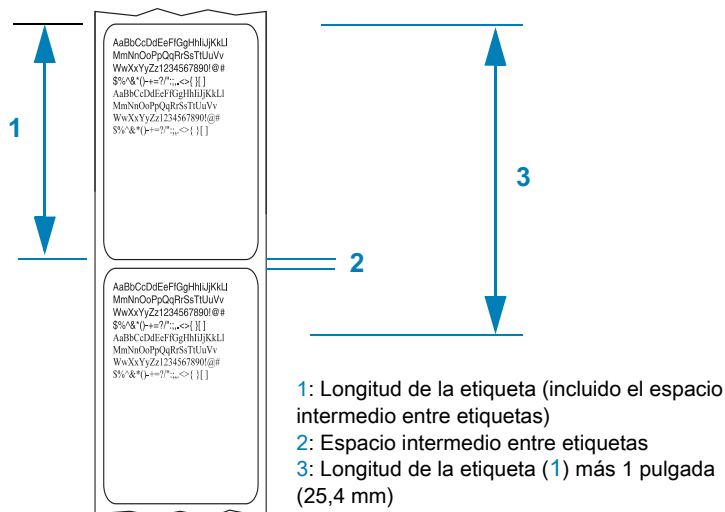 AaBbCcDdEeFfGgHhIiJjKkLl
MmNnOoPpQqRrSsTtUuVv
WwXxYyZz1234567890!@#
$%^&*()-+=?/":;,.<>{ }[ ]
AaBbCcDdEeFfGgHhIiJjKkLl
MmNnOoPpQqRrSsTtUuVv
WwXxYyZz1234567890!@#
$%^&*()-+=?/":;,.<>{ }[ ]
1
3
2
AaBbCcDdEeFfGgHhIiJjKkLl
MmNnOoPpQqRrSsTtUuVv
WwXxYyZz1234567890!@#
$%^&*()-+=?/":;,.<>{ }[ ]
AaBbCcDdEeFfGgHhIiJjKkLl
MmNnOoPpQqRrSsTtUuVv
WwXxYyZz1234567890!@#
$%^&*()-+=?/":;,.<>{ }[ ]
1: Longitud de la etiqueta (incluido el espacio
intermedio entre etiquetas)
2: Espacio intermedio entre etiquetas
3: Longitud de la etiqueta (1) más 1 pulgada
(25,4 mm)